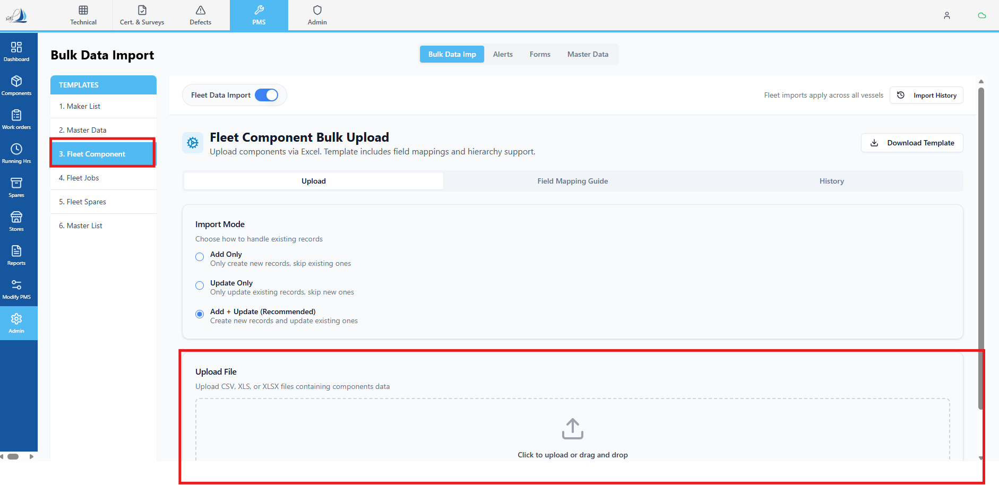 sail
Technical
Cert. & Surveys
Defects
PMS
Admin
Dashboard
Components
Work orders
Running Hrs
Spares
Stores
Reports
Modify PMS
Admin
Bulk Data Import
Bulk Data Imp
Alerts
Forms
Master Data
TEMPLATES
1. Maker List
2. Master Data
3. Fleet Component
4. Fleet Jobs
5. Fleet Spares
6. Master List
Fleet Data Import
Fleet imports apply across all vessels
Import History
Fleet Component Bulk Upload
Upload components via Excel. Template includes field mappings and hierarchy support.
Download Template
Upload
Field Mapping Guide
History
Import Mode
Choose how to handle existing records
Add Only
Only create new records, skip existing ones
Update Only
Only update existing records, skip new ones
Add + Update (Recommended)
Create new records and update existing ones
Upload File
Upload CSV, XLS, or XLSX files containing components data
Click to upload or drag and drop